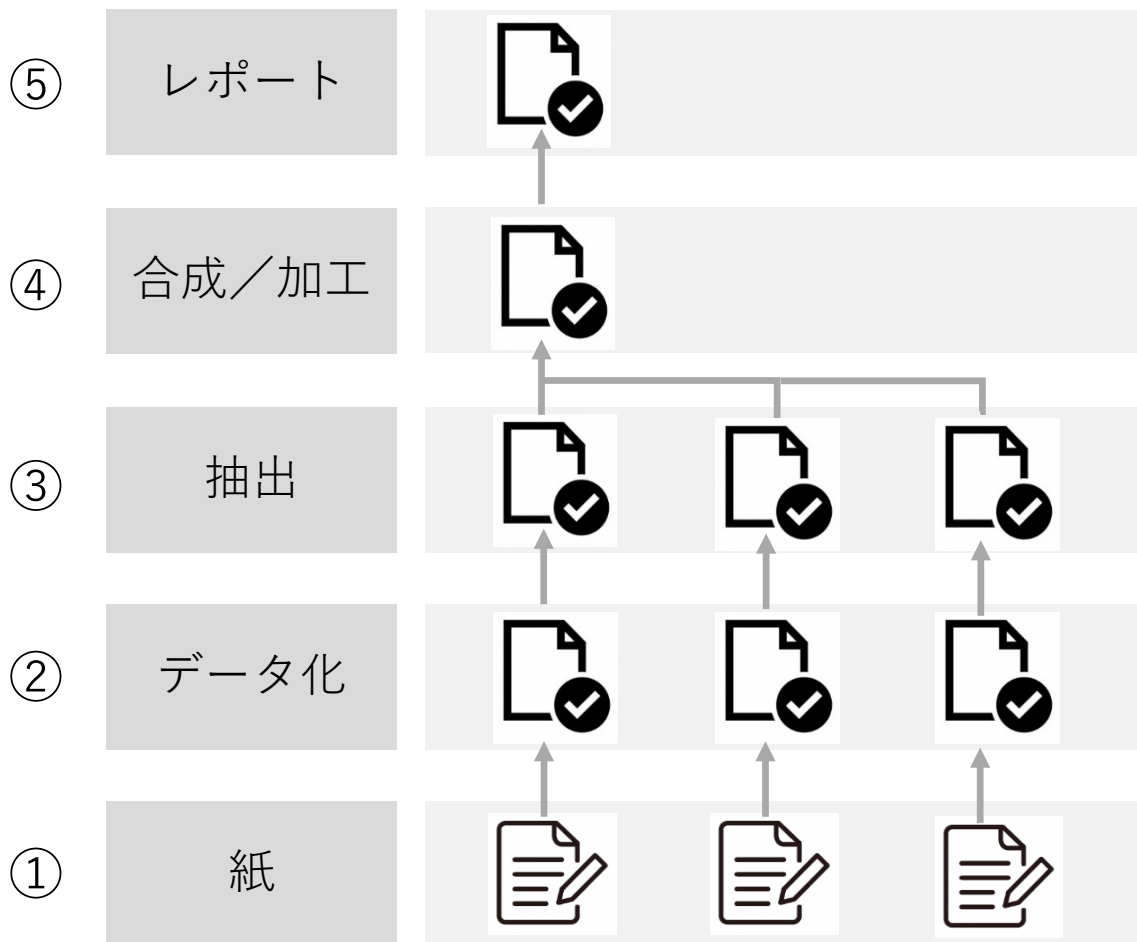 ⑤ レポート
④ 合成／加工
③ 抽出
② データ化
① 紙